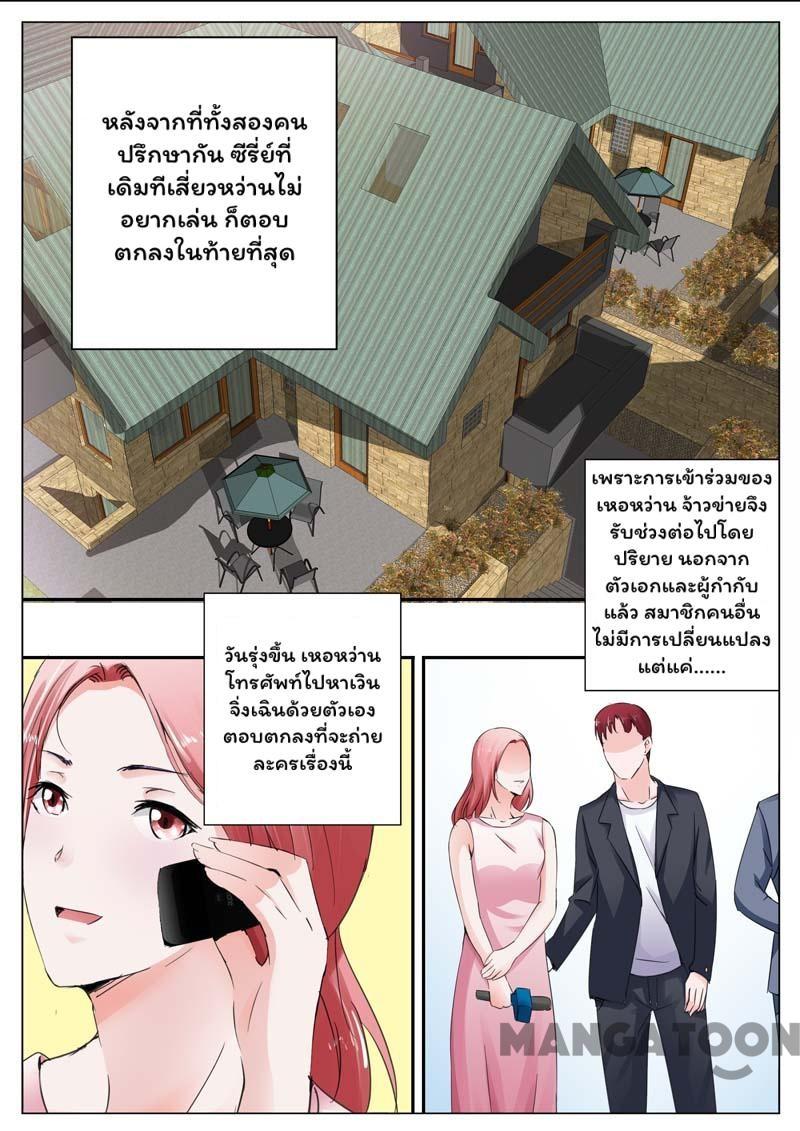 หลังจากที่ทั้งสองคน
ปรึกษากัน ซีรี่ย์ที่
เดิมทีเสี่ยวหว่านไม่
อยากเล่น ก็ตอบ
ตกลงในท้ายที่สุด
วันรุ่งขึ้น เหอหว่าน
โทรศัพท์ไปหาเวิน
จิ่งเฉินด้วยตัวเอง
ตอบตกลงที่จะถ่าย
ละครเรื่องนี้
เพราะการเข้าร่วมของ
เหอหว่าน จ้าวข่ายจึง
รับช่วงต่อไปโดย
ปริยาย นอกจาก
ตัวเอกและผู้กำกับ
แล้ว สมาชิกคนอื่น
ไม่มีการเปลี่ยนแปลง
แต่แค่......
MANGATOON